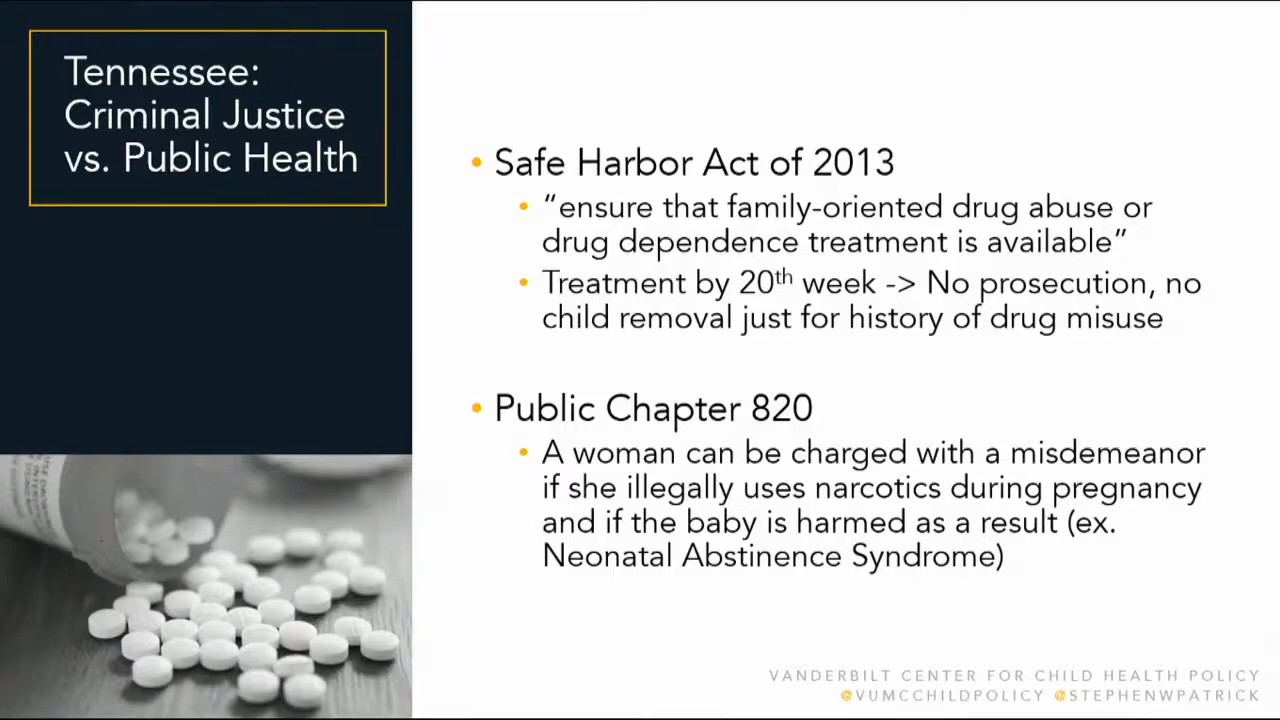 Tennessee:
Criminal Justice
vs. Public Health
• Safe Harbor Act of 2013
• “ensure that family-oriented drug abuse or
drug dependence treatment is available”
• Treatment by 20th week -> No prosecution, no
child removal just for history of drug misuse
• Public Chapter 820
• A woman can be charged with a misdemeanor
if she illegally uses narcotics during pregnancy
and if the baby is harmed as a result (ex.
Neonatal Abstinence Syndrome)
VANDERBILT CENTER FOR CHILD HEALTH POLICY
@VUMCCHILDPOLICY @STEPHENWPATRICK